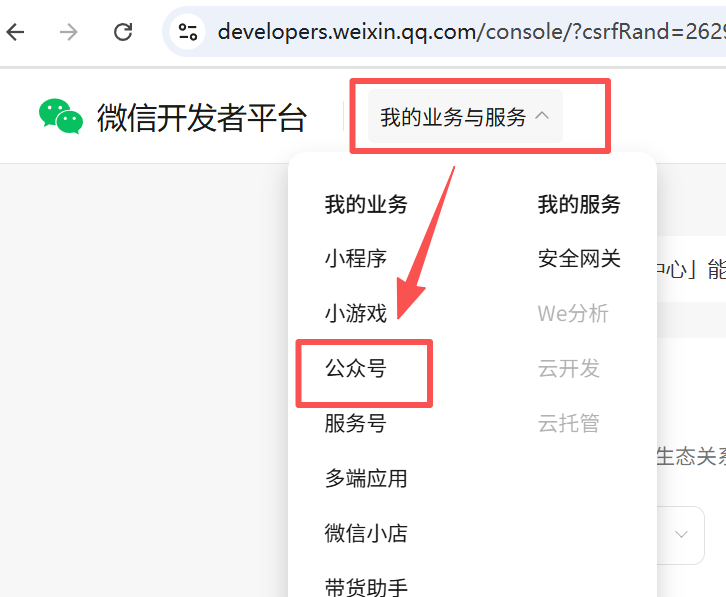 developers.weixin.qq.com/console/?csrfRand=2629
微信开发者平台
我的业务与服务
我的业务
我的服务
小程序
安全网关
中心」能
小游戏
We分析
公众号
云开发
服务号
云托管
生态关系
多端应用
微信小店
带货助手